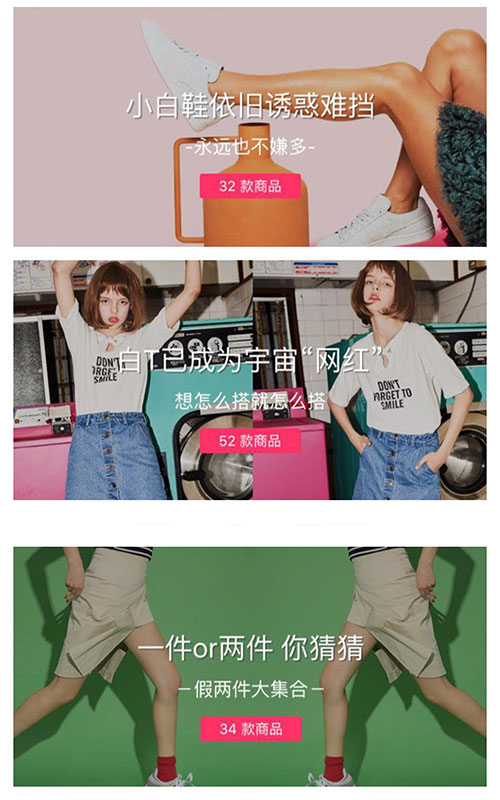 小白鞋依旧诱惑难挡
-永远也不嫌多-
32 款商品
白T已成为宇宙“网红”
DON'T
FORGET TO
SMILE
DON'T
FORGET TO
SMILE
想怎么搭就怎么搭
52 款商品
一件or两件 你猜猜
－假两件大集合－
34 款商品